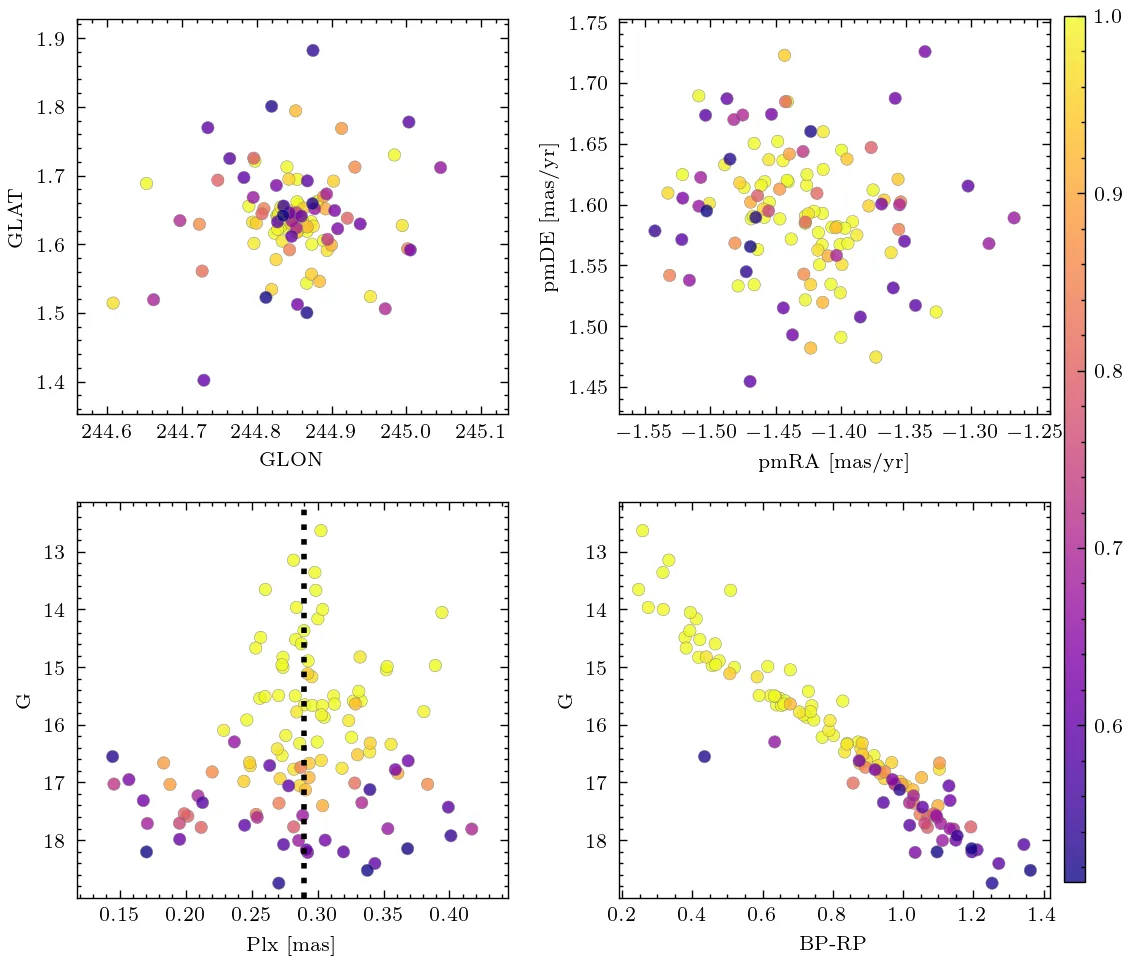 1.9
1.8
1.7
1.6
1.5
1.4
GLAT
244.6 244.7 244.8 244.9 245.0 245.1
GLON
1.75
1.70
1.65
1.60
1.55
1.50
1.45
pmDE [mas/yr]
−1.55 −1.50 −1.45 −1.40 −1.35 −1.30 −1.25
pmRA [mas/yr]
1.0
0.9
0.8
0.7
0.6
13
14
15
16
17
18
G
0.15 0.20 0.25 0.30 0.35 0.40
Plx [mas]
13
14
15
16
17
18
G
0.2 0.4 0.6 0.8 1.0 1.2 1.4
BP-RP